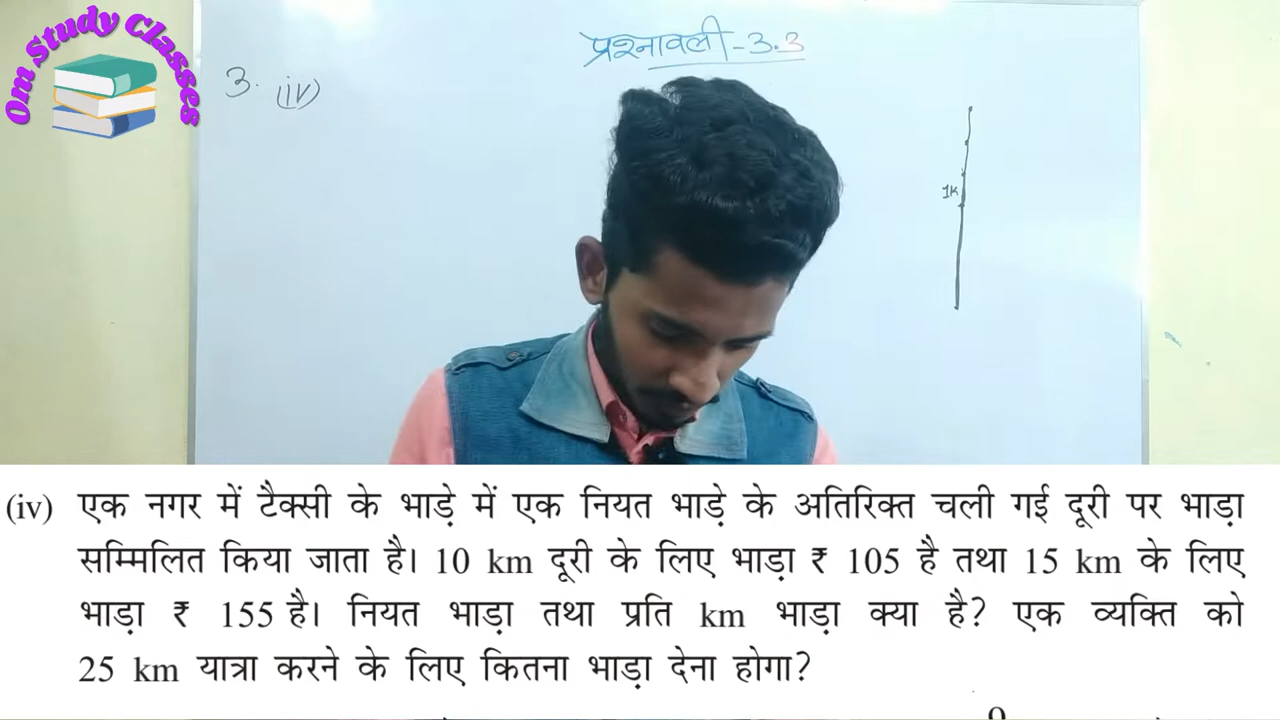 Om Study Classes
प्रश्नावली-3.3
3. (iv)
1K
(iv) एक नगर में टैक्सी के भाड़े में एक नियत भाड़े के अतिरिक्त चली गई दूरी पर भाड़ा
सम्मिलित किया जाता है। 10 km दूरी के लिए भाड़ा ₹ 105 है तथा 15 km के लिए
भाड़ा ₹ 155 है। नियत भाड़ा तथा प्रति km भाड़ा क्या है? एक व्यक्ति को
25 km यात्रा करने के लिए कितना भाड़ा देना होगा?